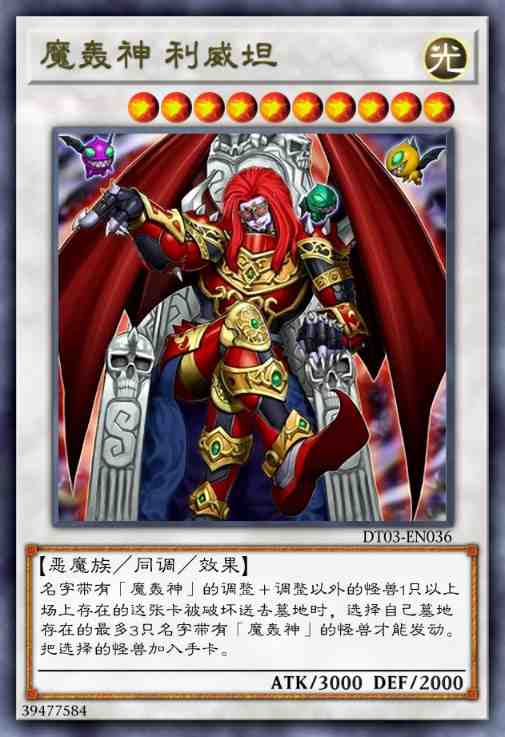 魔轰神 利威坦
光
DT03-EN036
【恶魔族／同调／效果】
名字带有「魔轰神」的调整＋调整以外的怪兽1只以上
场上存在的这张卡被破坏送去墓地时，选择自己墓地
存在的最多3只名字带有「魔轰神」的怪兽才能发动。
把选择的怪兽加入手卡。
ATK/3000 DEF/2000
39477584